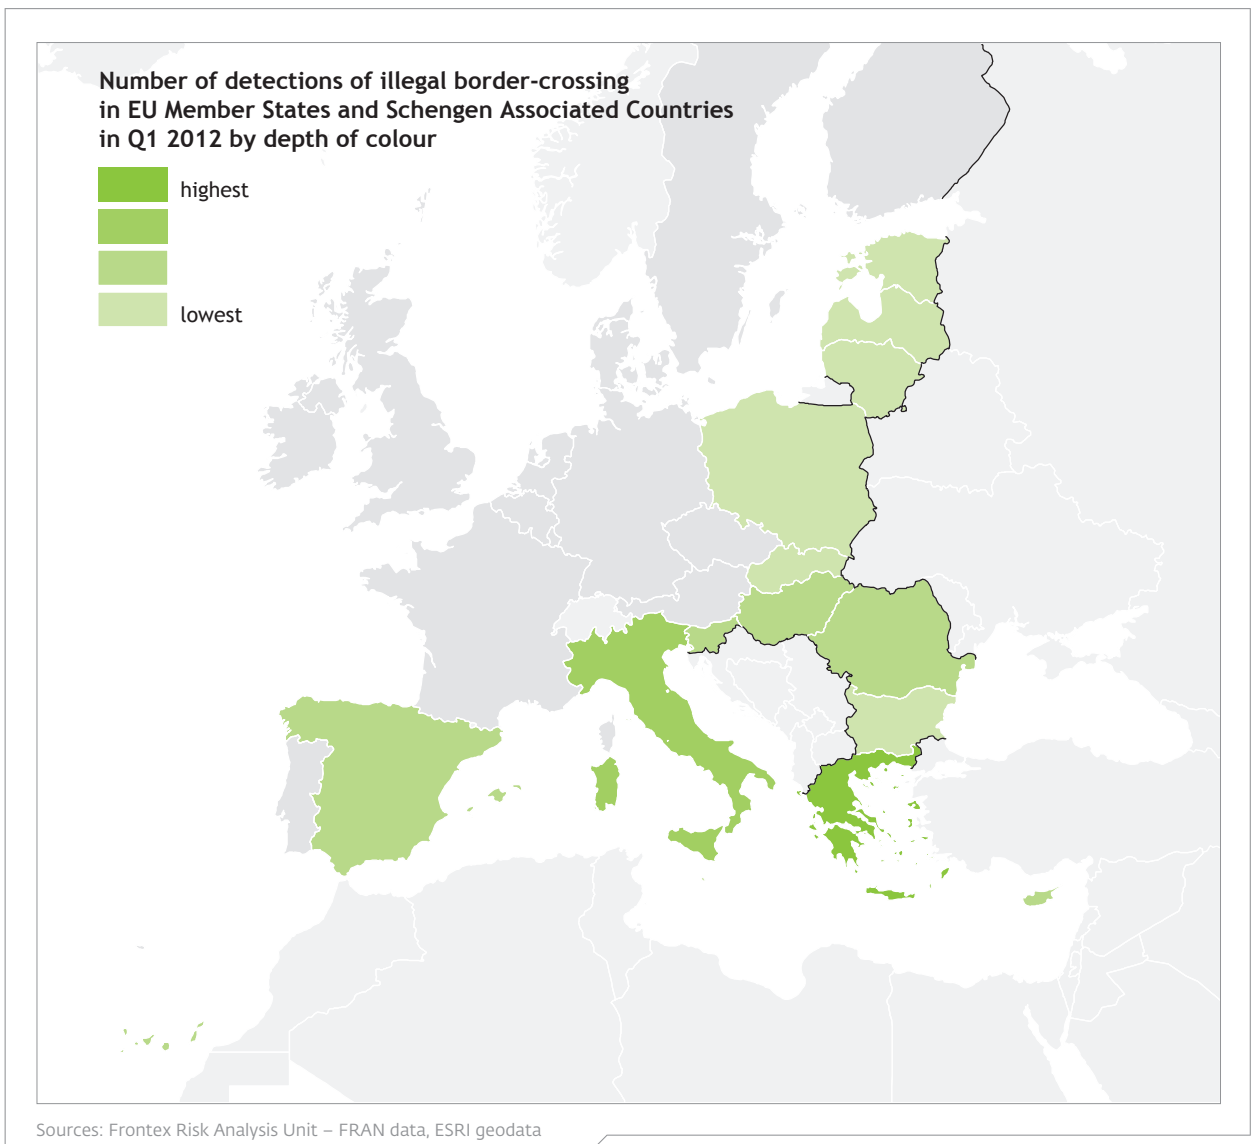 Number of detections of illegal border-crossing
in EU Member States and Schengen Associated Countries
in Q1 2012 by depth of colour
highest
lowest
Sources: Frontex Risk Analysis Unit – FRAN data, ESRI geodata